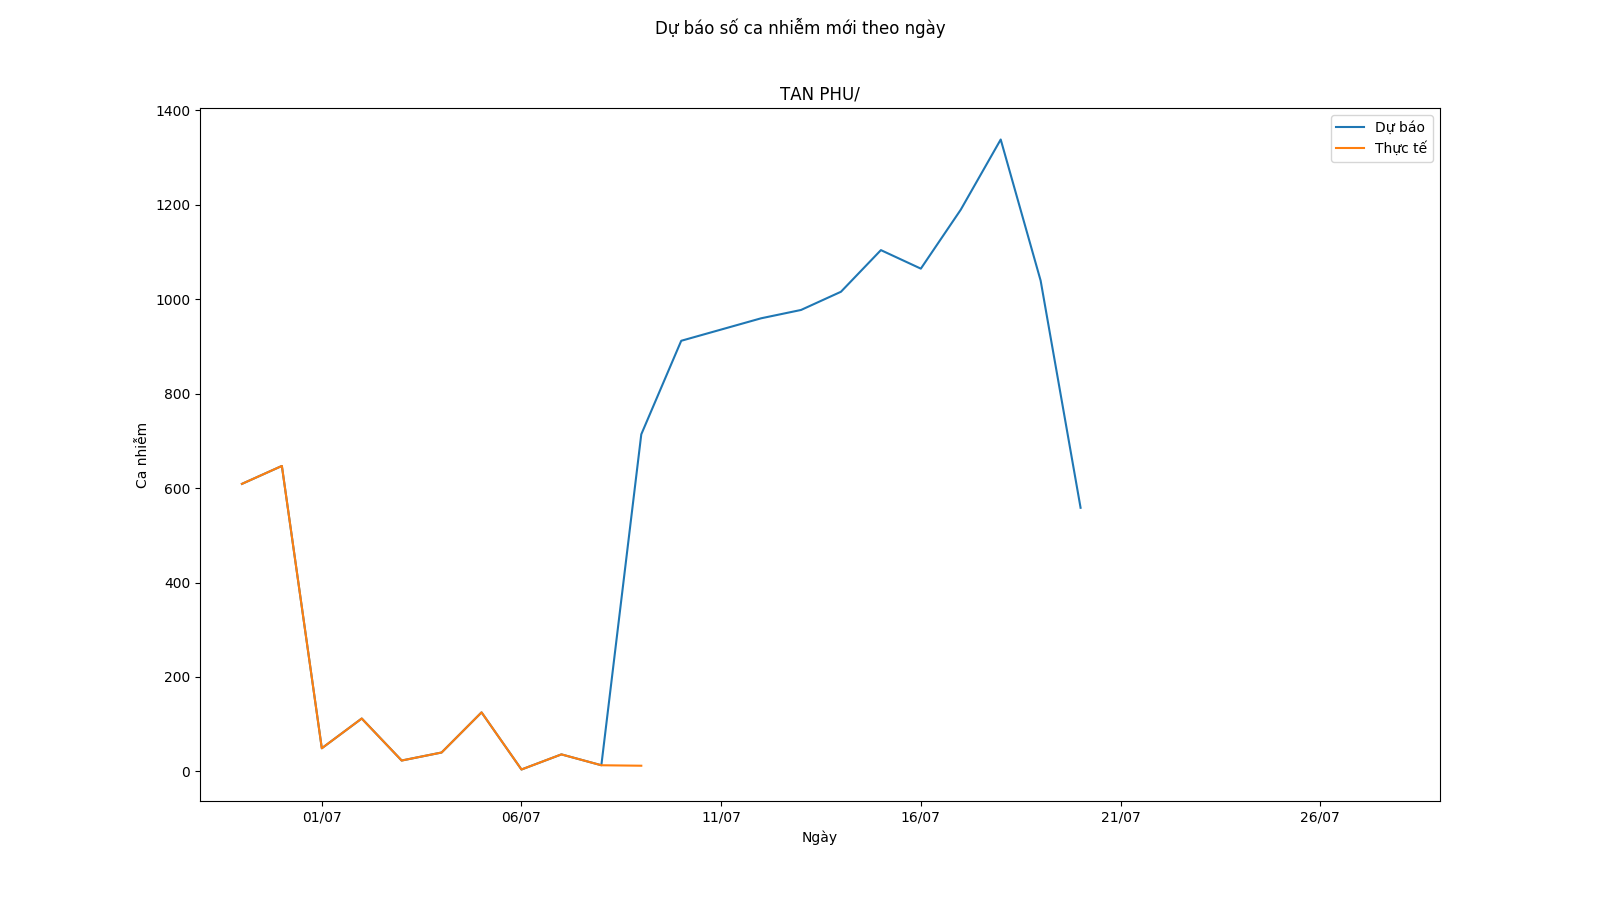 Dự báo số ca nhiễm mới theo ngày
TAN PHU/
Dự báo
Thực tế
1400
1200
1000
800
600
400
200
0
Ca nhiễm
01/07
06/07
11/07
16/07
21/07
26/07
Ngày